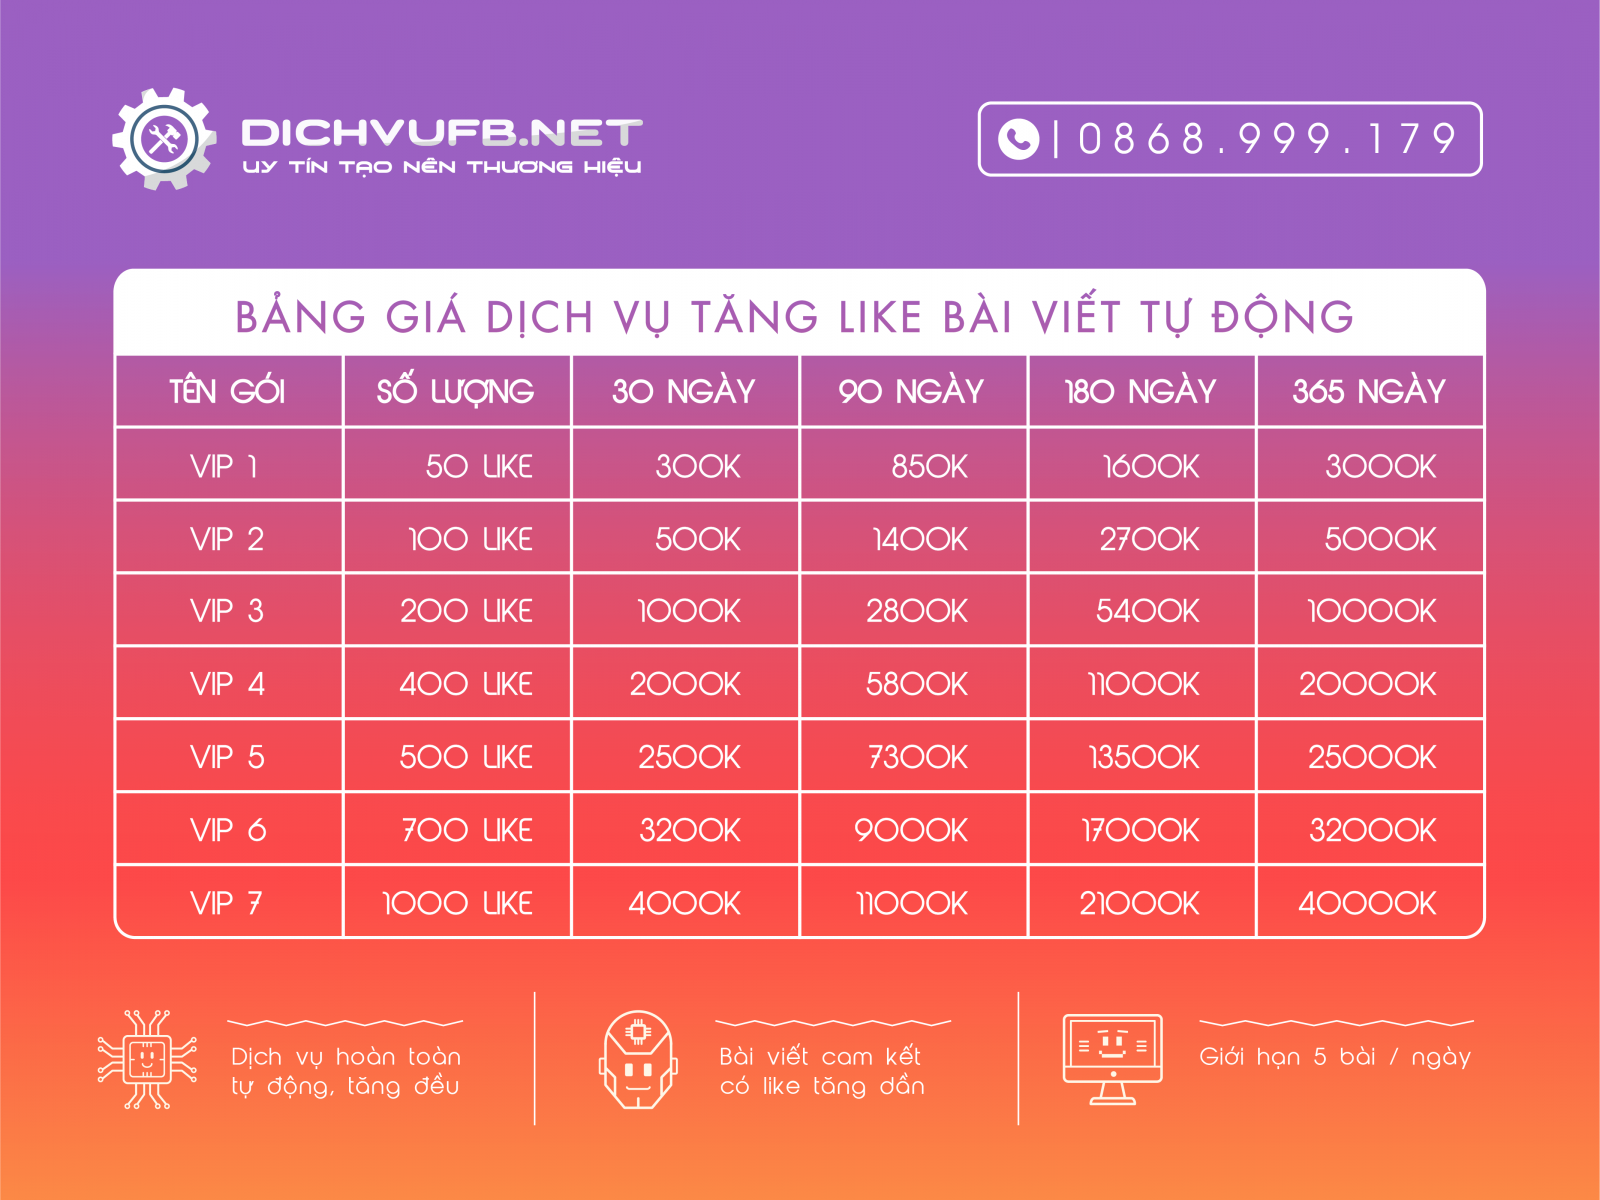 DICHVUFB.NET
UY TÍN TẠO NÊN THƯƠNG HIỆU
0868.999.179
BẢNG GIÁ DỊCH VỤ TĂNG LIKE BÀI VIẾT TỰ ĐỘNG
TÊN GÓI SỐ LƯỢNG 30 NGÀY 90 NGÀY 180 NGÀY 365 NGÀY
VIP 1 50 LIKE 300K 850K 1600K 3000K
VIP 2 100 LIKE 500K 1400K 2700K 5000K
VIP 3 200 LIKE 1000K 2800K 5400K 10000K
VIP 4 400 LIKE 2000K 5800K 11000K 20000K
VIP 5 500 LIKE 2500K 7300K 13500K 25000K
VIP 6 700 LIKE 3200K 9000K 17000K 32000K
VIP 7 1000 LIKE 4000K 11000K 21000K 40000K
Dịch vụ hoàn toàn
tự động, tăng đều
Bài viết cam kết
có like tăng dần
Giới hạn 5 bài / ngày